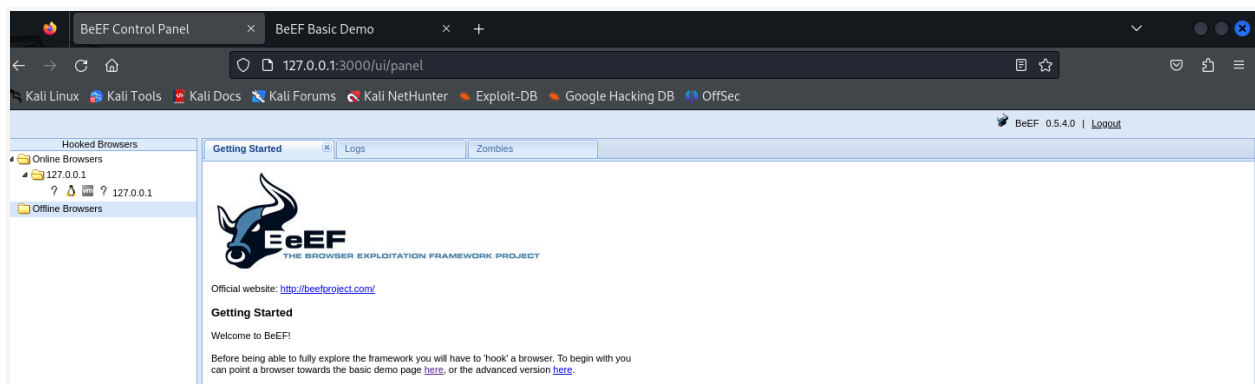 BeEF Control Panel × BeEF Basic Demo × +
127.0.0.1:3000/ui/panel
Kali Linux Kali Tools Kali Docs Kali Forums Kali NetHunter Exploit-DB Google Hacking DB OffSec
BeEF 0.5.4.0 | Logout
Hooked Browsers
Online Browsers
127.0.0.1
? vm ? 127.0.0.1
Offline Browsers
Getting Started Logs Zombies
BeEF
THE BROWSER EXPLOITATION FRAMEWORK PROJECT
Official website: http://beefproject.com/
Getting Started
Welcome to BeEF!
Before being able to fully explore the framework you will have to 'hook' a browser. To begin with you
can point a browser towards the basic demo page here, or the advanced version here.